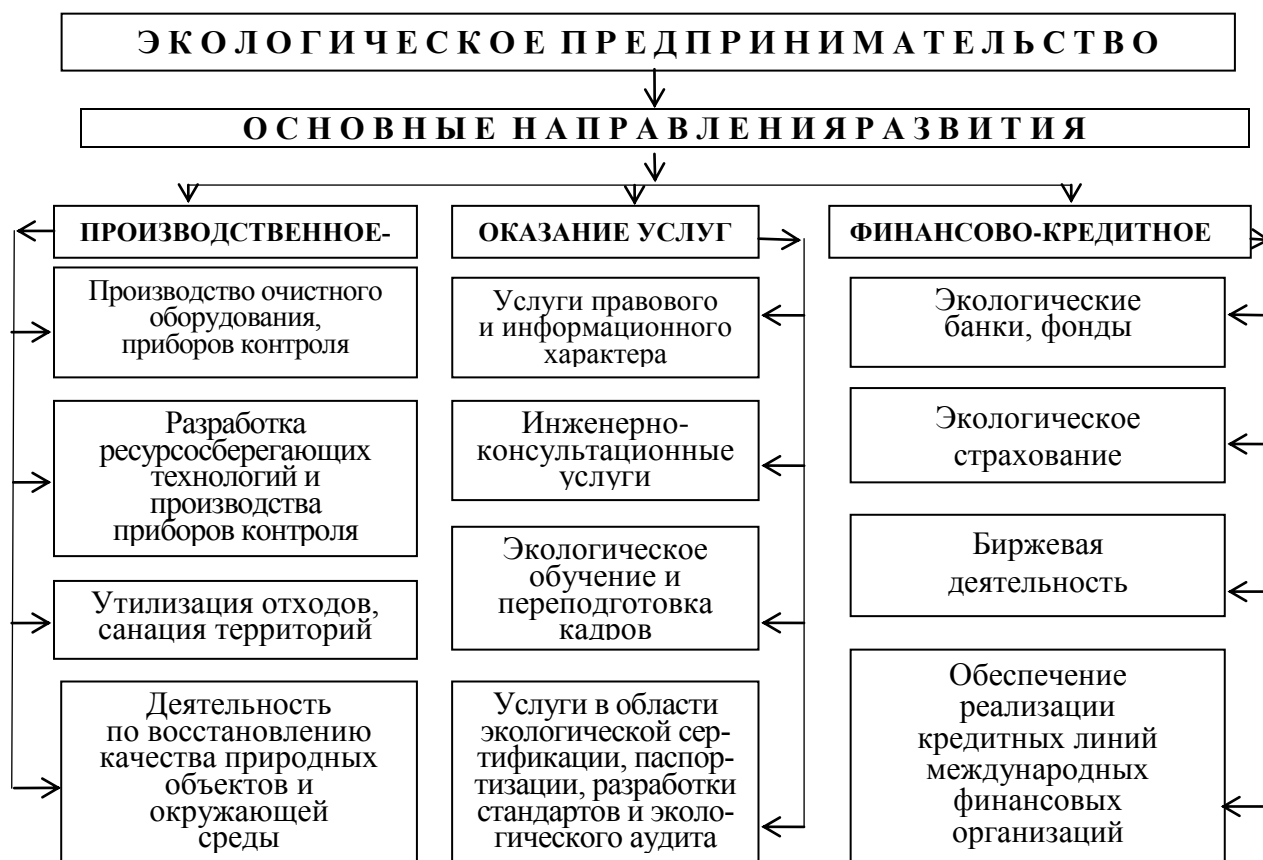 ЭКОЛОГИЧЕСКОЕ ПРЕДПРИНИМАТЕЛЬСТВО
ОСНОВНЫЕ НАПРАВЛЕНИЯРАЗВИТИЯ
ПРОИЗВОДСТВЕННОЕ-
Производство очистного
оборудования,
приборов контроля
Разработка
ресурсосберегающих
технологий и
производства
приборов контроля
Утилизация отходов,
санация территорий
Деятельность
по восстановлению
качества природных
объектов и
окружающей
среды
ОКАЗАНИЕ УСЛУГ
Услуги правового
и информационного
характера
Инженерно-
консультационные
услуги
Экологическое
обучение и
переподготовка
кадров
Услуги в области
экологической сер-
тификации, паспор-
тизации, разработки
стандартов и эколо-
гического аудита
ФИНАНСОВО-КРЕДИТНОЕ
Экологические
банки, фонды
Экологическое
страхование
Биржевая
деятельность
Обеспечение
реализации
кредитных линий
международных
финансовых
организаций